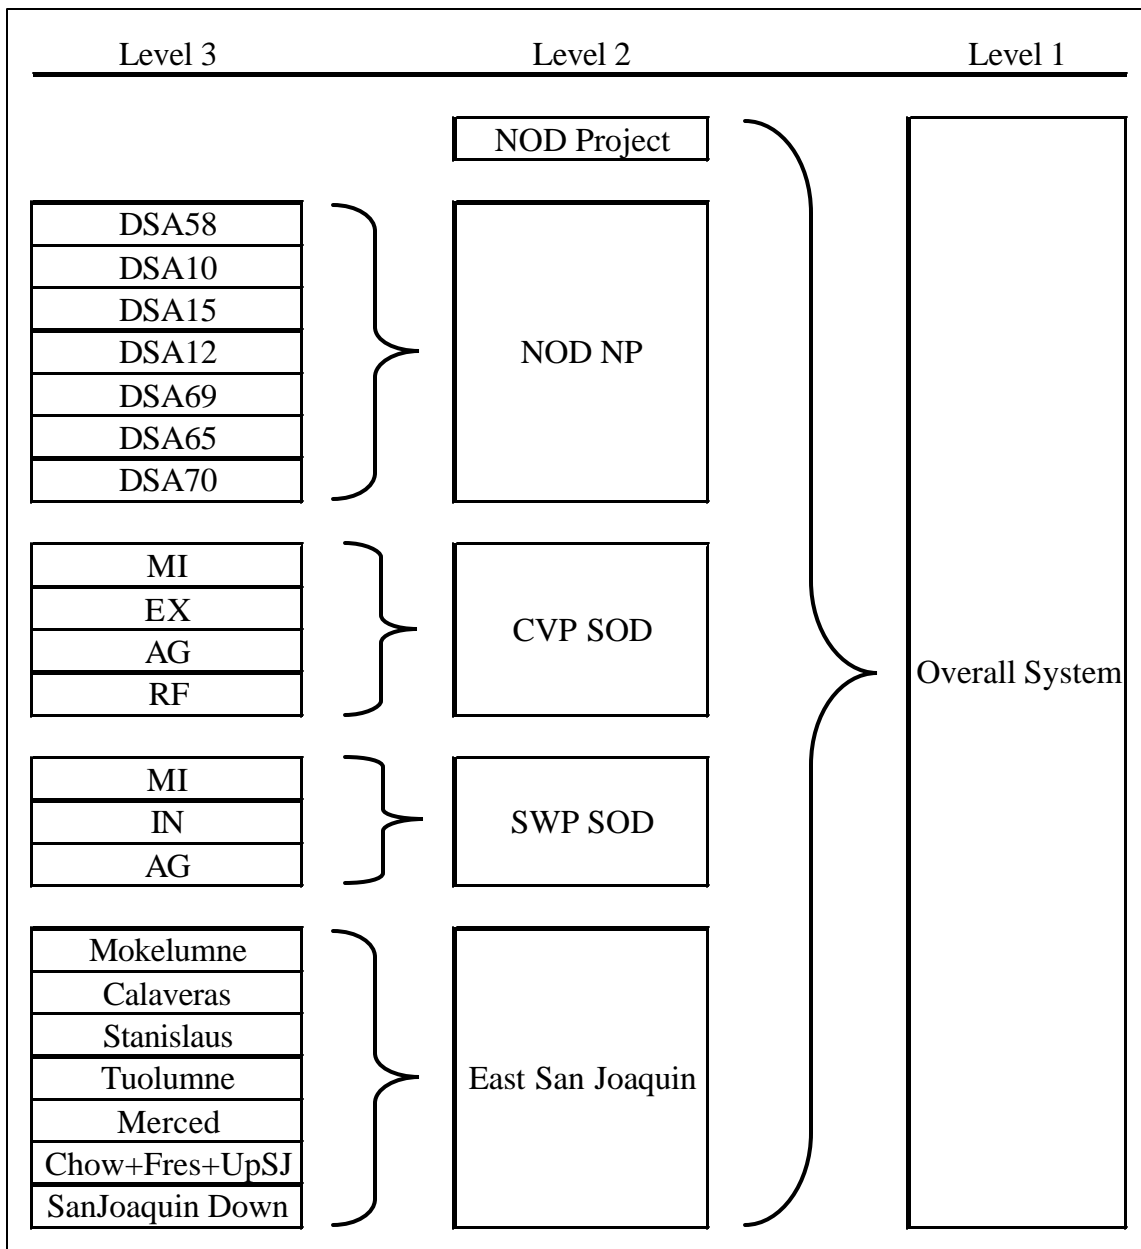 Level 3 Level 2 Level 1
NOD Project
DSA58
DSA10
DSA15
DSA12
DSA69
DSA65
DSA70
NOD NP
MI
EX
AG
RF
CVP SOD
MI
IN
AG
SWP SOD
Mokelumne
Calaveras
Stanislaus
Tuolumne
Merced
Chow+Fres+UpSJ
SanJoaquin Down
East San Joaquin
Overall System